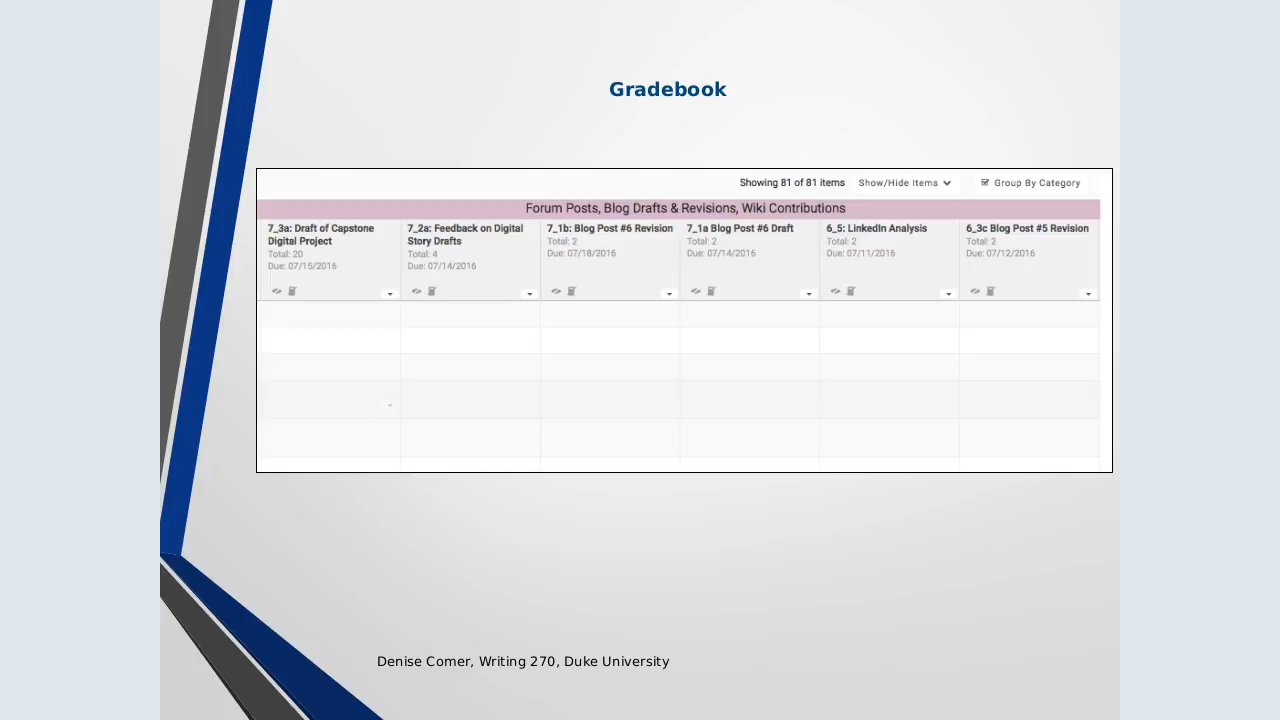 Gradebook
Showing 81 of 81 items Show/Hide Items Group By Category
Forum Posts, Blog Drafts & Revisions, Wiki Contributions
7_3a: Draft of Capstone
Digital Project
Total: 20
Due: 07/15/2016
7_2a: Feedback on Digital
Story Drafts
Total: 4
Due: 07/14/2016
7_1b: Blog Post #6 Revision
Total: 2
Due: 07/18/2016
7_1a Blog Post #6 Draft
Total: 2
Due: 07/14/2016
6_5: LinkedIn Analysis
Total: 2
Due: 07/11/2016
6_3c Blog Post #5 Revision
Total: 2
Due: 07/12/2016
Denise Comer, Writing 270, Duke University